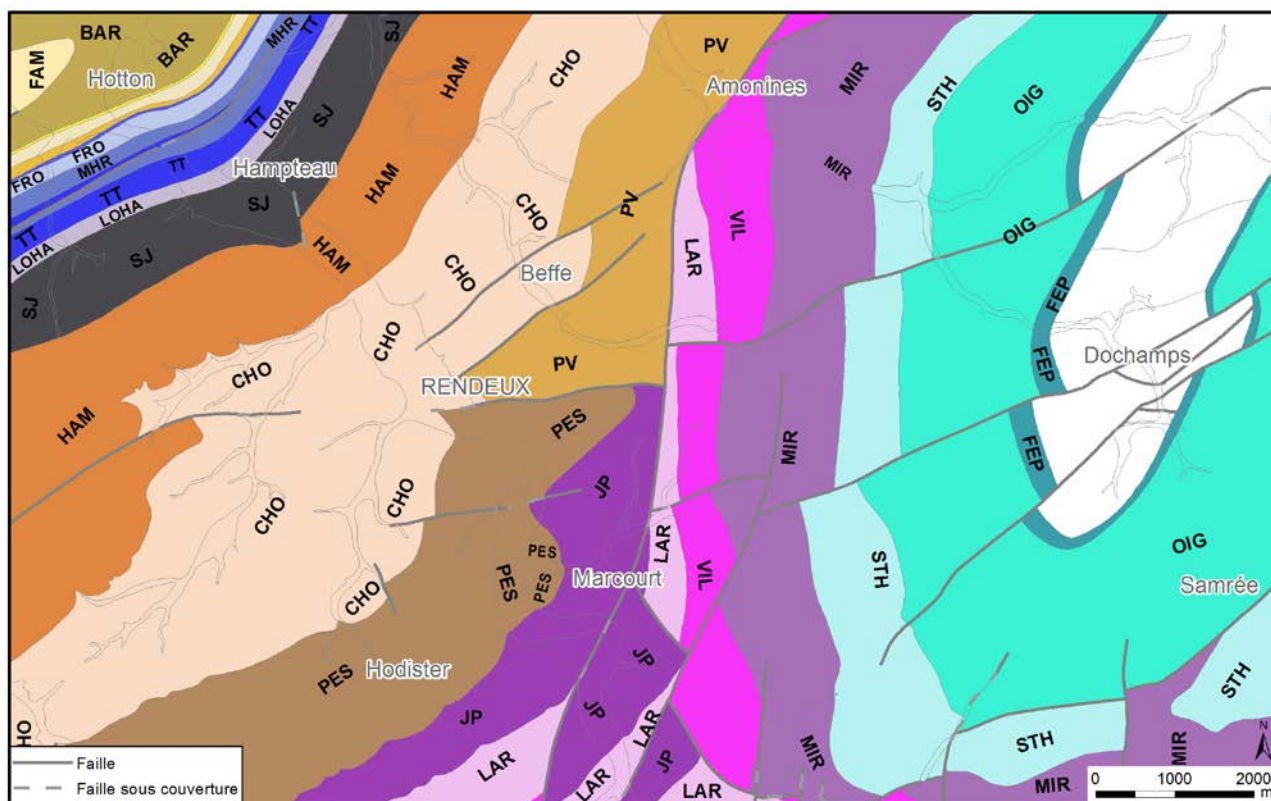 BAR
BAR
FAM
Hotton
MHR
TT
SJ
HAM
CHO
PV
Amonines
MIR
STH
OIG
FRO
MHR
TT
LOHA
SJ
FRO
TT
Hampteau
HAM
MIR
TT
LOHA
SJ
CHO
PV
VIL
LAR
OIG
TT
LOHA
SJ
HAM
CHO
Beffe
FEP
SJ
CHO
PV
FEP
Dochamps
CHO
RENDEUX
HAM
PES
MIR
FEP
JP
CHO
CHO
PES
PES
PES
LAR
VIL
OIG
Marcourt
STH
Samrée
CHO
PES
Hodister
JP
JP
JP
LAR
LAR
LAR
JP
LAR
MIR
STH
STH
MIR
MIR
CHO
Faille
Faille sous couverture
N
0 1000 2000
m